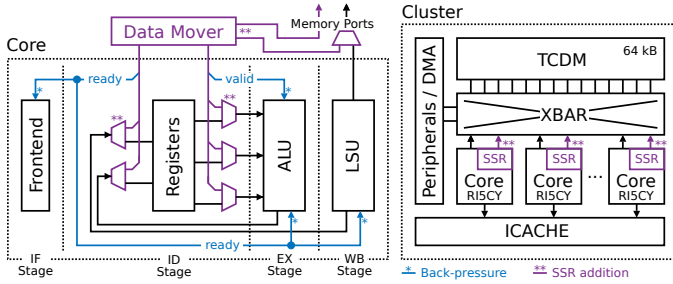 Core
Data Mover
**
Memory Ports
ready
valid
*
*
**
**
Frontend
Registers
ALU
LSU
*
*
ready
IF
Stage
ID
Stage
EX
Stage
WB
Stage
Cluster
Peripherals / DMA
TCDM
64 kB
XBAR
**
**
**
SSR
SSR
SSR
Core
RI5CY
Core
RI5CY
...
Core
RI5CY
ICACHE
* Back-pressure
** SSR addition